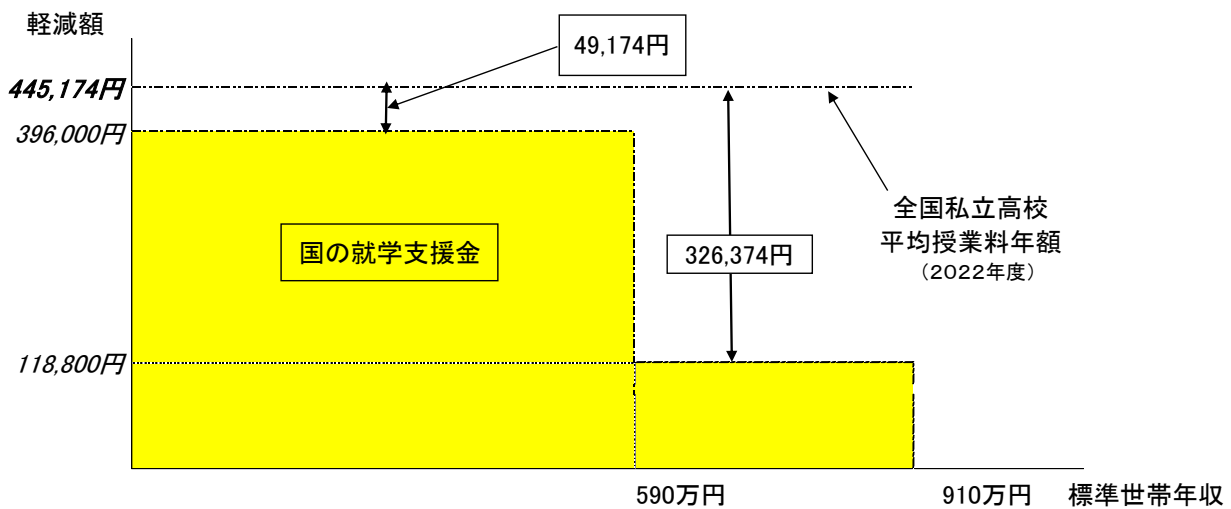 軽減額
49,174円
445,174円
396,000円
全国私立高校
平均授業料年額
（2022年度）
国の就学支援金
326,374円
118,800円
590万円
910万円
標準世帯年収